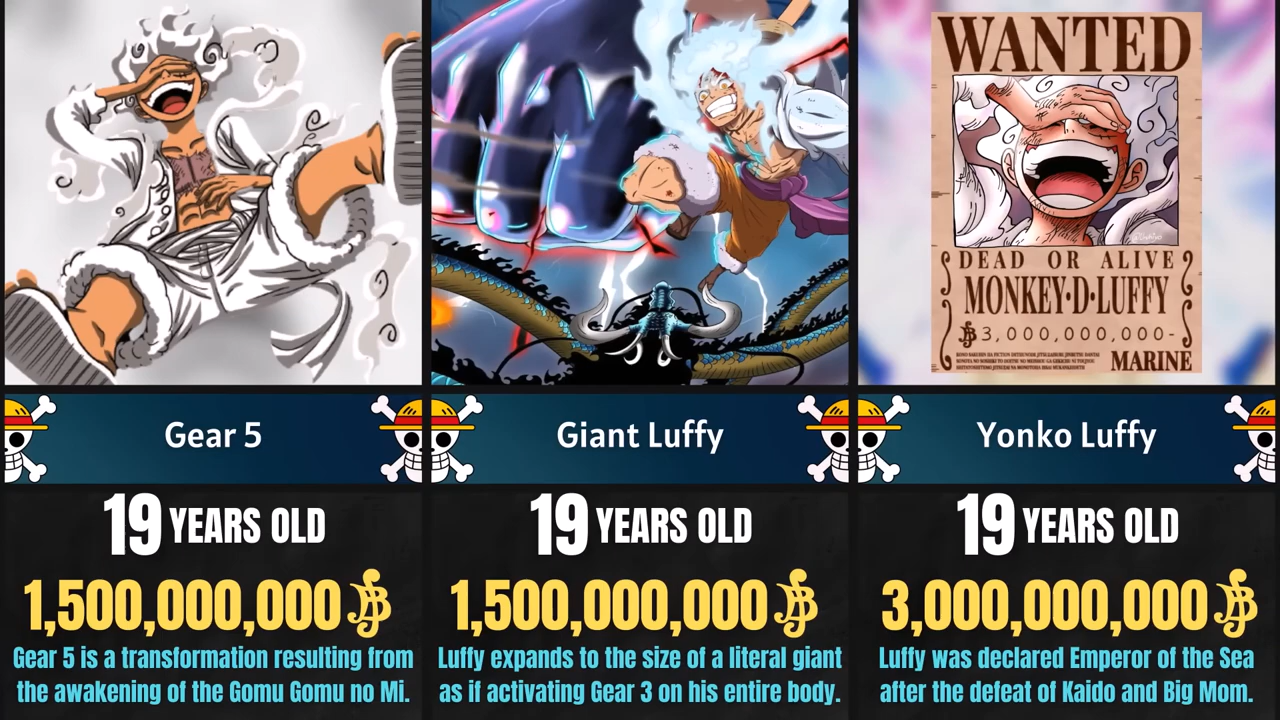 WANTED
DEAD OR ALIVE
MONKEY·D·LUFFY
3,000,000,000-
MARINE
Gear 5
Giant Luffy
Yonko Luffy
19 YEARS OLD
19 YEARS OLD
19 YEARS OLD
1,500,000,000
1,500,000,000
3,000,000,000
Gear 5 is a transformation resulting from
the awakening of the Gomu Gomu no Mi.
Luffy expands to the size of a literal giant
as if activating Gear 3 on his entire body.
Luffy was declared Emperor of the Sea
after the defeat of Kaido and Big Mom.